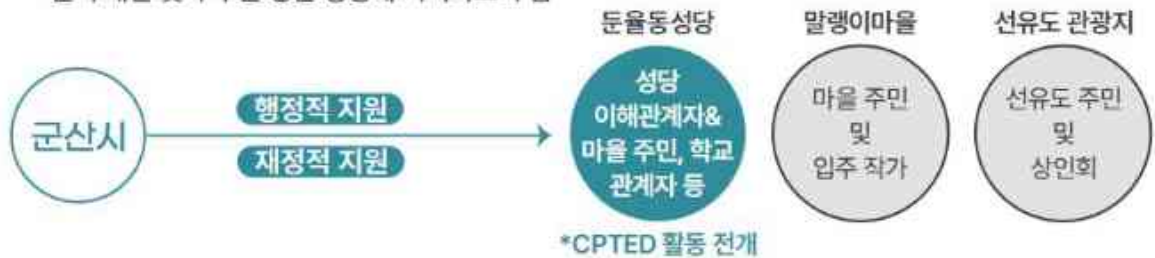 둔율동성당
말랭이마을
선유도 관광지
군산시
행정적 지원
재정적 지원
성당
이해관계자&
마을 주민, 학교
관계자 등
마을 주민
및
입주 작가
선유도 주민
및
상인회
*CPTED 활동 전개